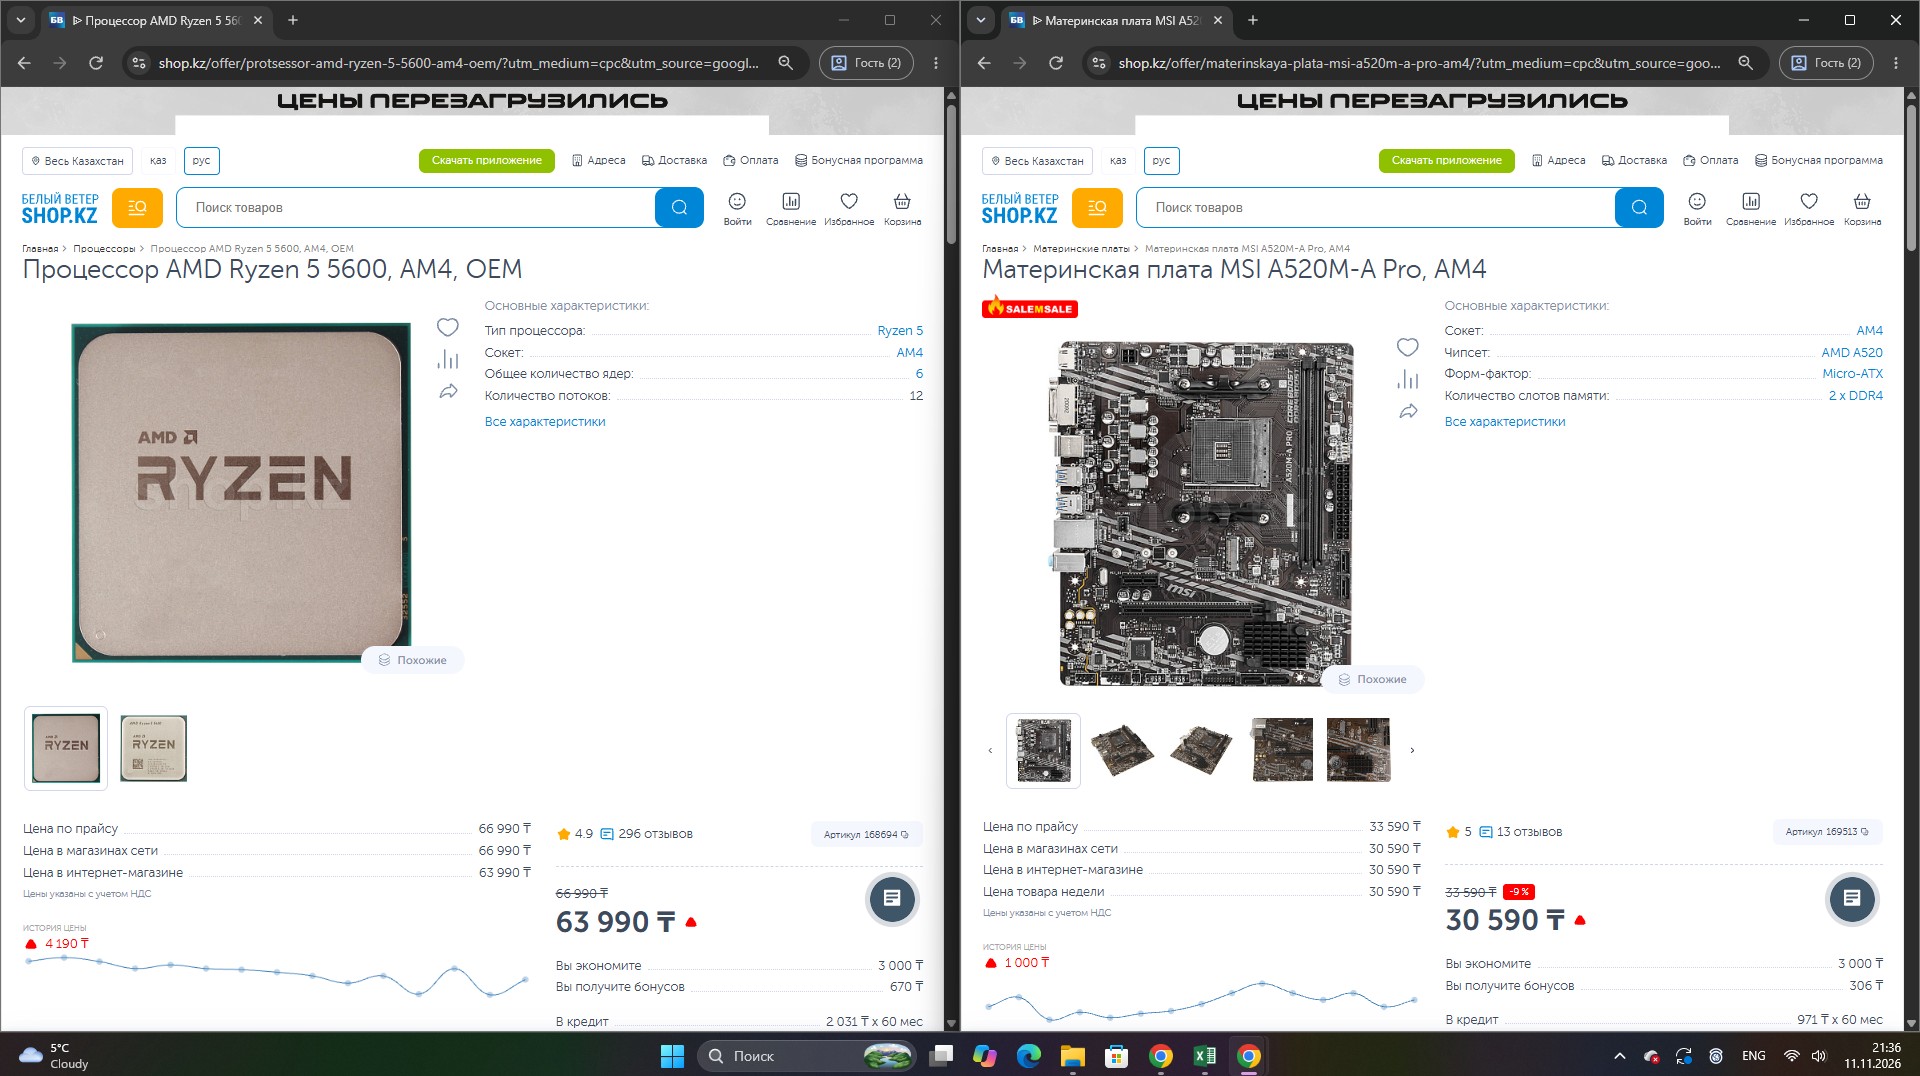 Процессор AMD Ryzen 5 560
shop.kz/offer/protsessor-amd-ryzen-5-5600-am4-oem/?utm_medium=cpc&utm_source=googl...
Гость (2)
ЦЕНЫ ПЕРЕЗАГРУЗИЛИСЬ
Весь Казахстан
қаз
рус
Скачать приложение
Адреса
Доставка
Оплата
Бонусная программа
БЕЛЫЙ ВЕТЕР
SHOP.KZ
Поиск товаров
Войти
Сравнение
Избранное
Корзина
Главная > Процессоры > Процессор AMD Ryzen 5 5600, AM4, OEM
Процессор AMD Ryzen 5 5600, AM4, OEM
AMD
RYZEN
shop.kz
Основные характеристики:
Тип процессора: Ryzen 5
Сокет: AM4
Общее количество ядер: 6
Количество потоков: 12
Все характеристики
Похожие
RYZEN
RYZEN
Цена по прайсу 66 990 ₸
Цена в магазинах сети 66 990 ₸
Цена в интернет-магазине 63 990 ₸
Цены указаны с учетом НДС
ИСТОРИЯ ЦЕНЫ
4 190 ₸
4.9
296 отзывов
Артикул 168694
66 990 ₸
63 990 ₸
Вы экономите 3 000 ₸
Вы получите бонусов 670 ₸
В кредит 2 031 ₸ x 60 мес
Материнская плата MSI A52
shop.kz/offer/materinskaya-plata-msi-a520m-a-pro-am4/?utm_medium=cpc&utm_source=goo...
Гость (2)
ЦЕНЫ ПЕРЕЗАГРУЗИЛИСЬ
Весь Казахстан
қаз
рус
Скачать приложение
Адреса
Доставка
Оплата
Бонусная программа
БЕЛЫЙ ВЕТЕР
SHOP.KZ
Поиск товаров
Войти
Сравнение
Избранное
Корзина
Главная > Материнские платы > Материнская плата MSI A520M-A Pro, AM4
Материнская плата MSI A520M-A Pro, AM4
SALEMSALE
A520M-A PRO
msi
Основные характеристики:
Сокет: AM4
Чипсет: AMD A520
Форм-фактор: Micro-ATX
Количество слотов памяти: 2 x DDR4
Все характеристики
Похожие
Цена по прайсу 33 590 ₸
Цена в магазинах сети 30 590 ₸
Цена в интернет-магазине 30 590 ₸
Цена товара недели 30 590 ₸
Цены указаны с учетом НДС
ИСТОРИЯ ЦЕНЫ
1 000 ₸
5
13 отзывов
Артикул 169513
33 590 ₸
-9%
30 590 ₸
Вы экономите 3 000 ₸
Вы получите бонусов 306 ₸
В кредит 971 ₸ x 60 мес
5°C
Cloudy
Поиск
ENG
21:36
11.11.2026